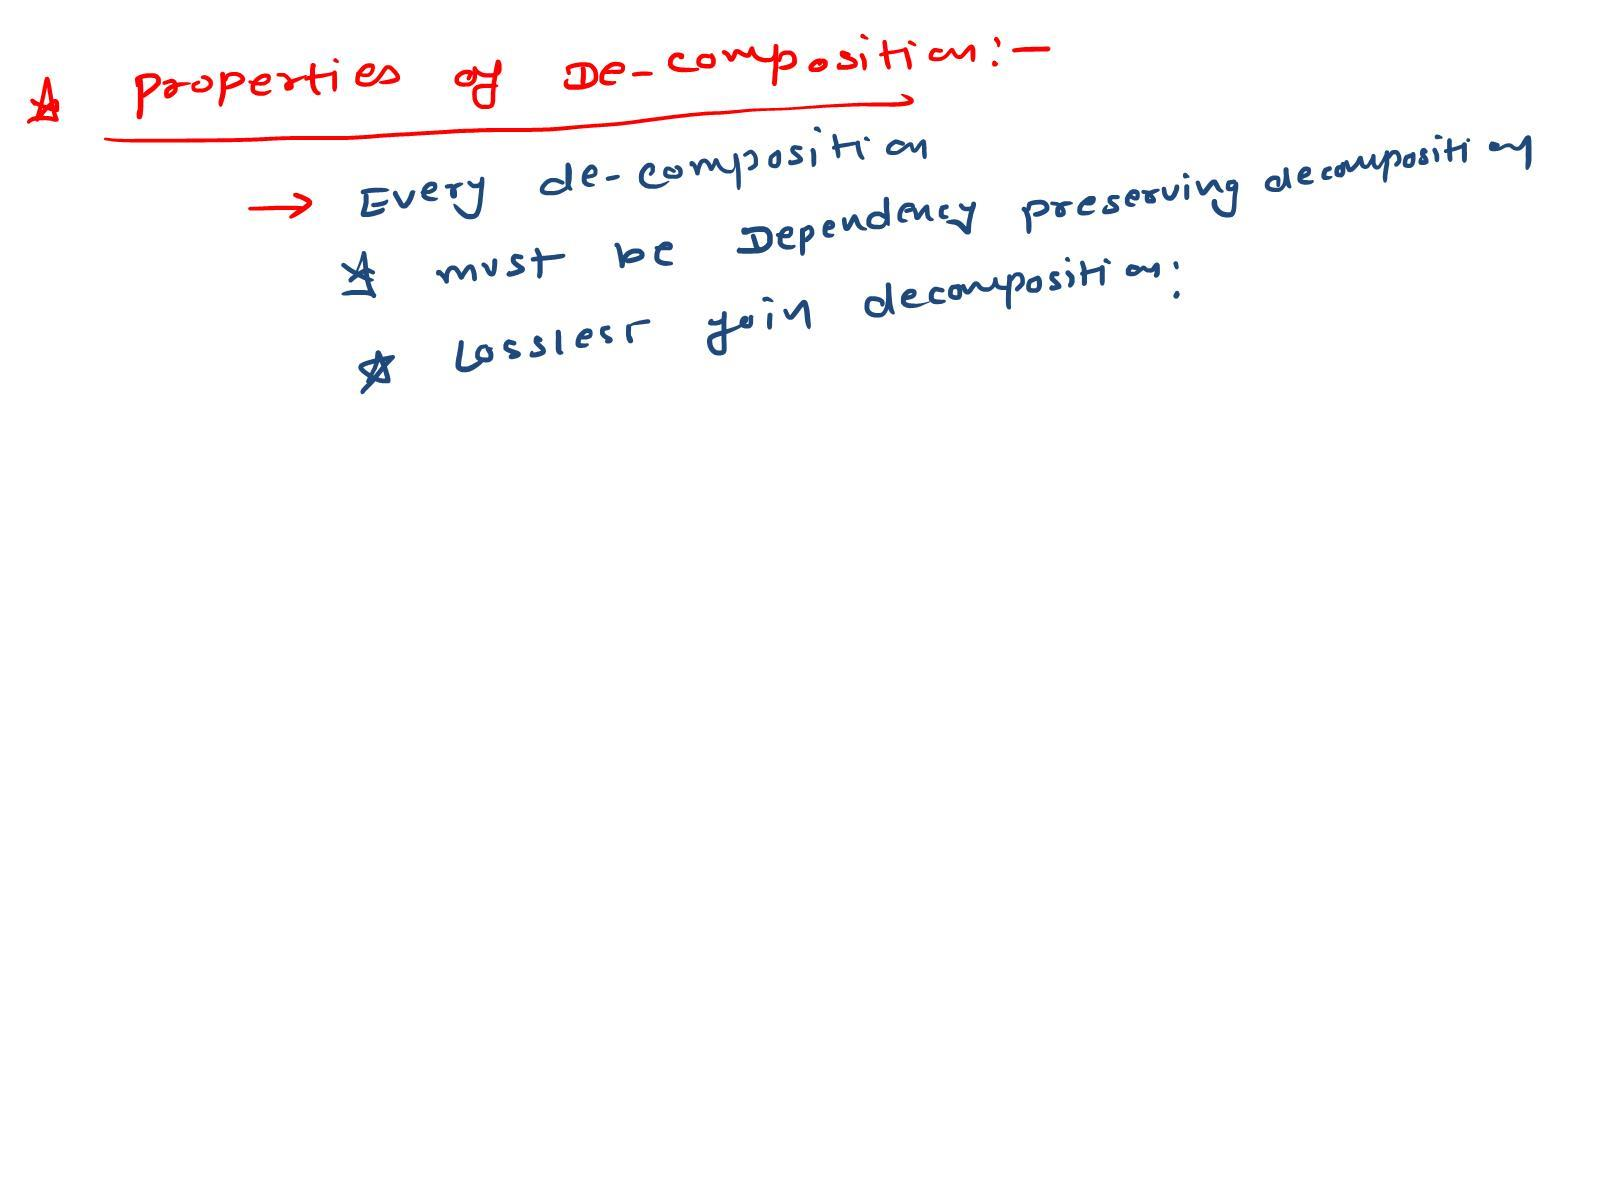 Properties of De-composition:-
→ Every de-composition
must be Dependency preserving decomposition
Lossless join decomposition: